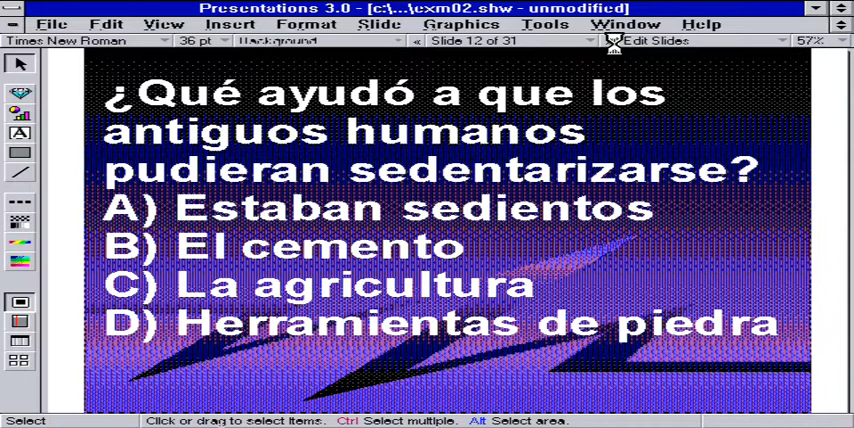 Presentations 3.0 - [c:\...\exm02.shw - unmodified]
File Edit View Insert Format Slide Graphics Tools Window Help
Times New Roman 36 pt Background « Slide 12 of 31 Edit Slides 57%
¿Qué ayudó a que los
antiguos humanos
pudieran sedentarizarse?
A) Estaban sedientos
B) El cemento
C) La agricultura
D) Herramientas de piedra
A
Select Click or drag to select items. Ctrl Select multiple. Alt Select area.